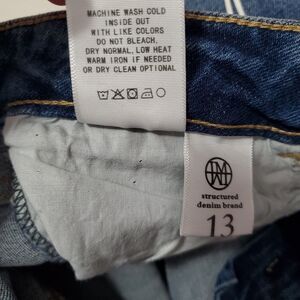 MACHINE WASH COLD
INSIDE OUT
WITH LIKE COLORS
DO NOT BLEACH.
DRY NORMAL, LOW HEAT
WARM IRON IF NEEDED
OR DRY CLEAN OPTIONAL
structured
denim brand
13